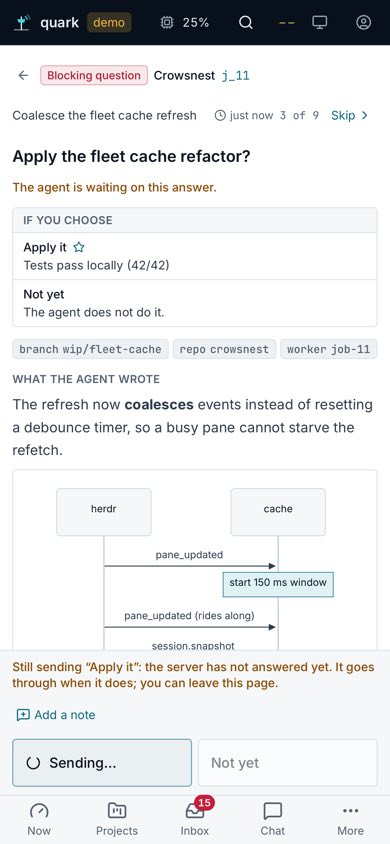 quark demo 25% --
Blocking question Crowsnest j_11
Coalesce the fleet cache refresh just now 3 of 9 Skip
Apply the fleet cache refactor?
The agent is waiting on this answer.
IF YOU CHOOSE
Apply it
Tests pass locally (42/42)
Not yet
The agent does not do it.
branch wip/fleet-cache repo crowsnest worker job-11
WHAT THE AGENT WROTE
The refresh now coalesces events instead of resetting
a debounce timer, so a busy pane cannot starve the
refetch.
herdr cache
pane_updated
start 150 ms window
pane_updated (rides along)
session.snapshot
Still sending “Apply it”: the server has not answered yet. It goes
through when it does; you can leave this page.
Add a note
Sending... Not yet
15
Now Projects Inbox Chat More